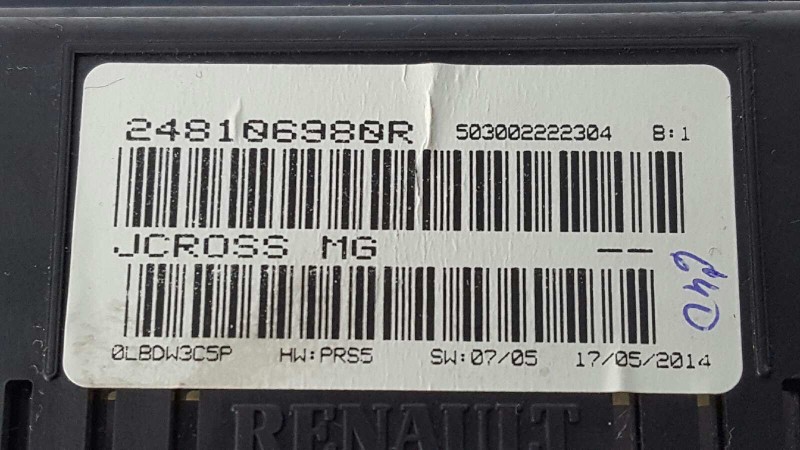 248106980R 503002222304 B:1
JCROSS MG --
0LBDW3C5P HW:PRS5 SW:07/05 17/05/2014
RENAULT